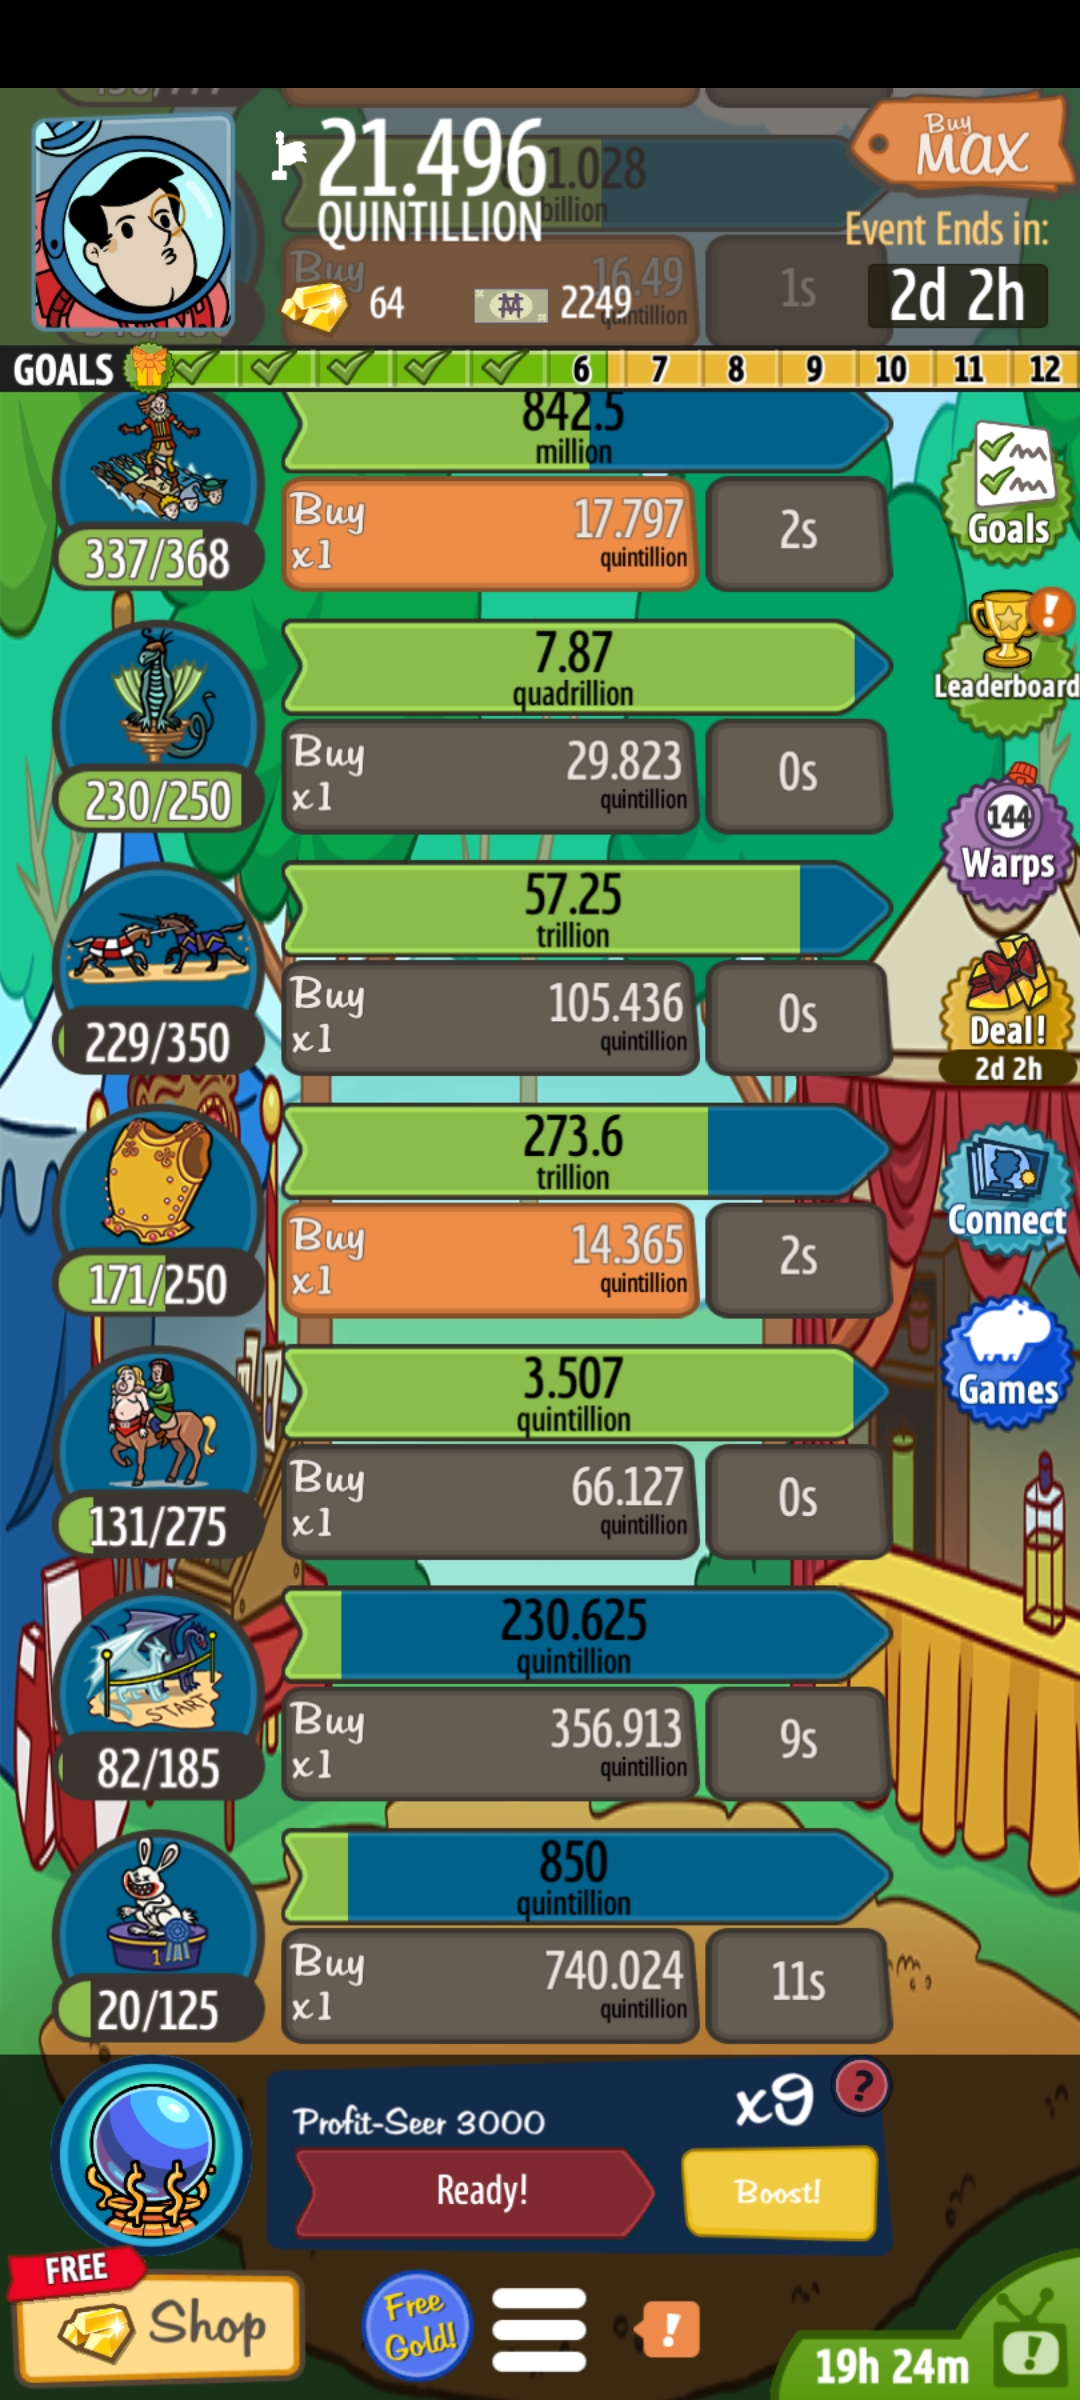 21.496
QUINTILLION
Buy
MAX
Event Ends in:
2d 2h
64
2249
billion
Buy
16.49
1s
GOALS
6 7 8 9 10 11 12
842.5
million
337/368
Buy
x1
17.797
quintillion
2s
Goals
7.87
quadrillion
230/250
Buy
x1
29.823
quintillion
0s
Leaderboard
144
Warps
57.25
trillion
229/350
Buy
x1
105.436
quintillion
0s
Deal!
2d 2h
273.6
trillion
171/250
Buy
x1
14.365
quintillion
2s
Connect
3.507
quintillion
131/275
Buy
x1
66.127
quintillion
0s
Games
START
230.625
quintillion
82/185
Buy
x1
356.913
quintillion
9s
1
850
quintillion
20/125
Buy
x1
740.024
quintillion
11s
Profit-Seer 3000
x9
?
Ready!
Boost!
FREE
Shop
Free
Gold!
!
19h 24m
!